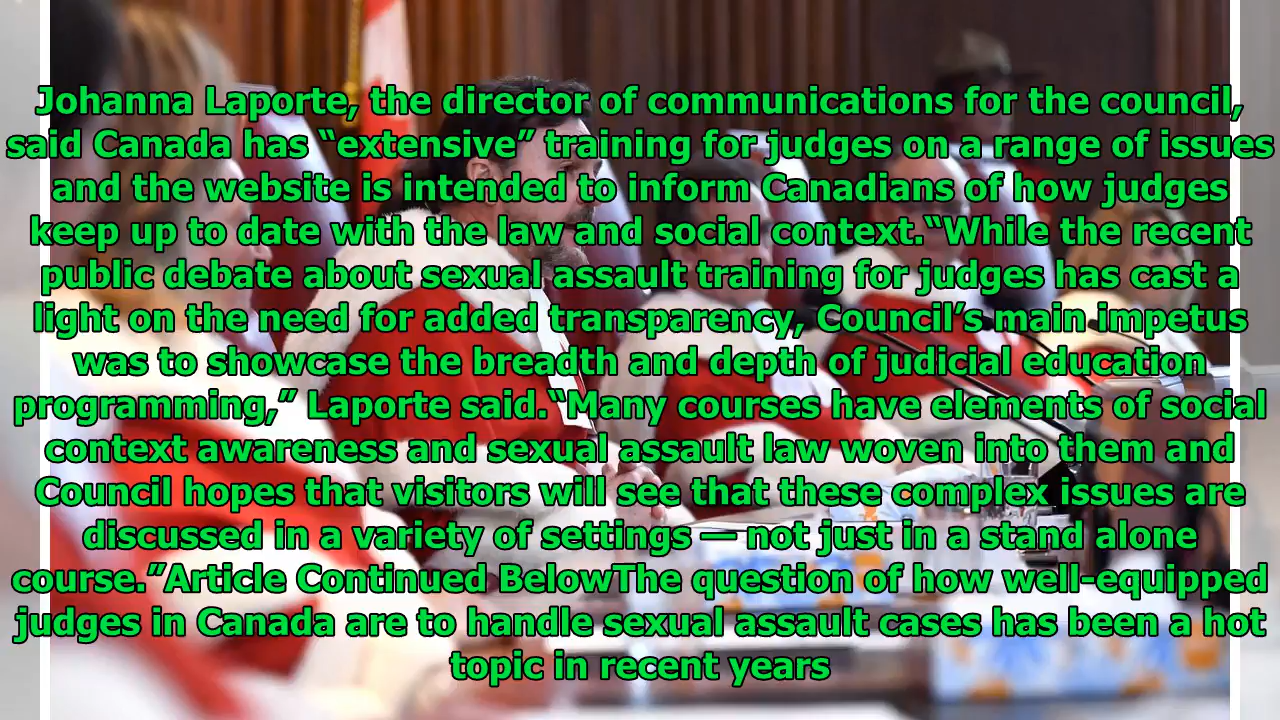 Johanna Laporte, the director of communications for the council,
said Canada has “extensive” training for judges on a range of issues
and the website is intended to inform Canadians of how judges
keep up to date with the law and social context.“While the recent
public debate about sexual assault training for judges has cast a
light on the need for added transparency, Council’s main impetus
was to showcase the breadth and depth of judicial education
programming,” Laporte said.“Many courses have elements of social
context awareness and sexual assault law woven into them and
Council hopes that visitors will see that these complex issues are
discussed in a variety of settings — not just in a stand alone
course.”Article Continued BelowThe question of how well-equipped
judges in Canada are to handle sexual assault cases has been a hot
topic in recent years